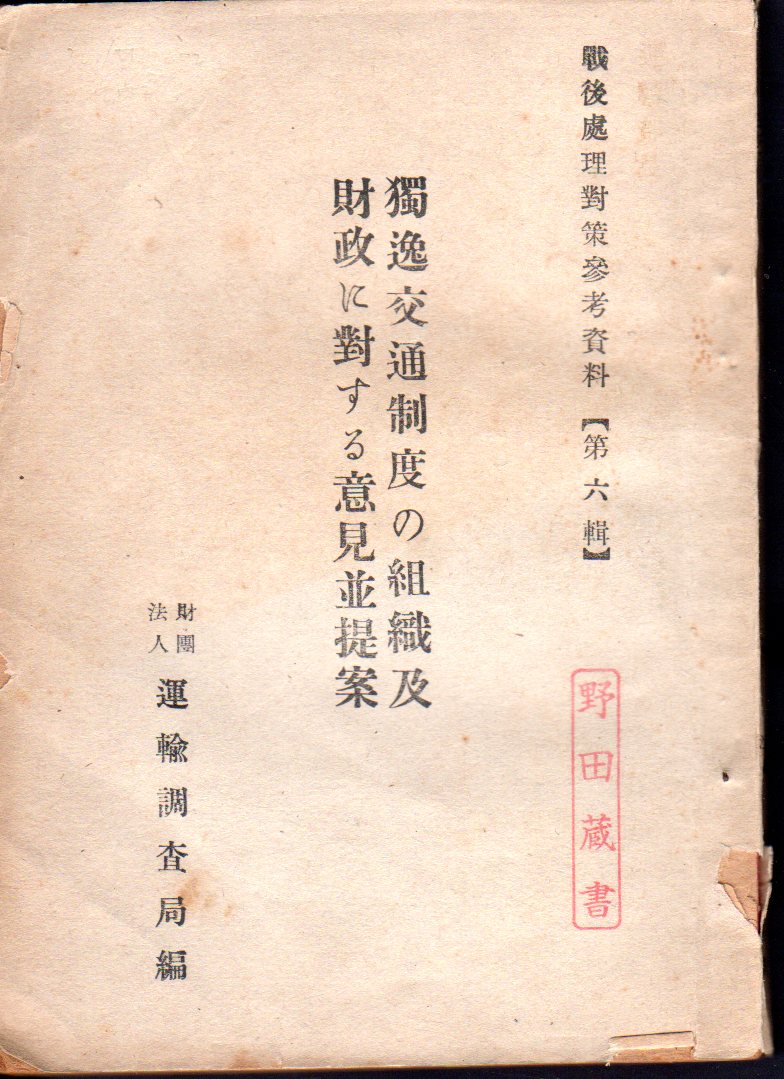 戰後處理對策參考資料【第六輯】
獨逸交通制度の組織及
財政に對する意見並提案
財團
法人
運輸調査局編
野田蔵書